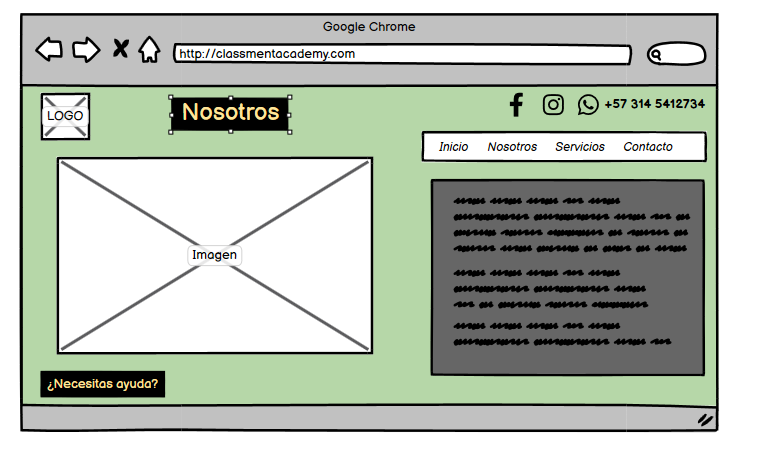 Google Chrome
http://classmentacademy.com
LOGO
Nosotros
+57 314 5412734
Inicio Nosotros Servicios Contacto
Imagen
¿Necesitas ayuda?